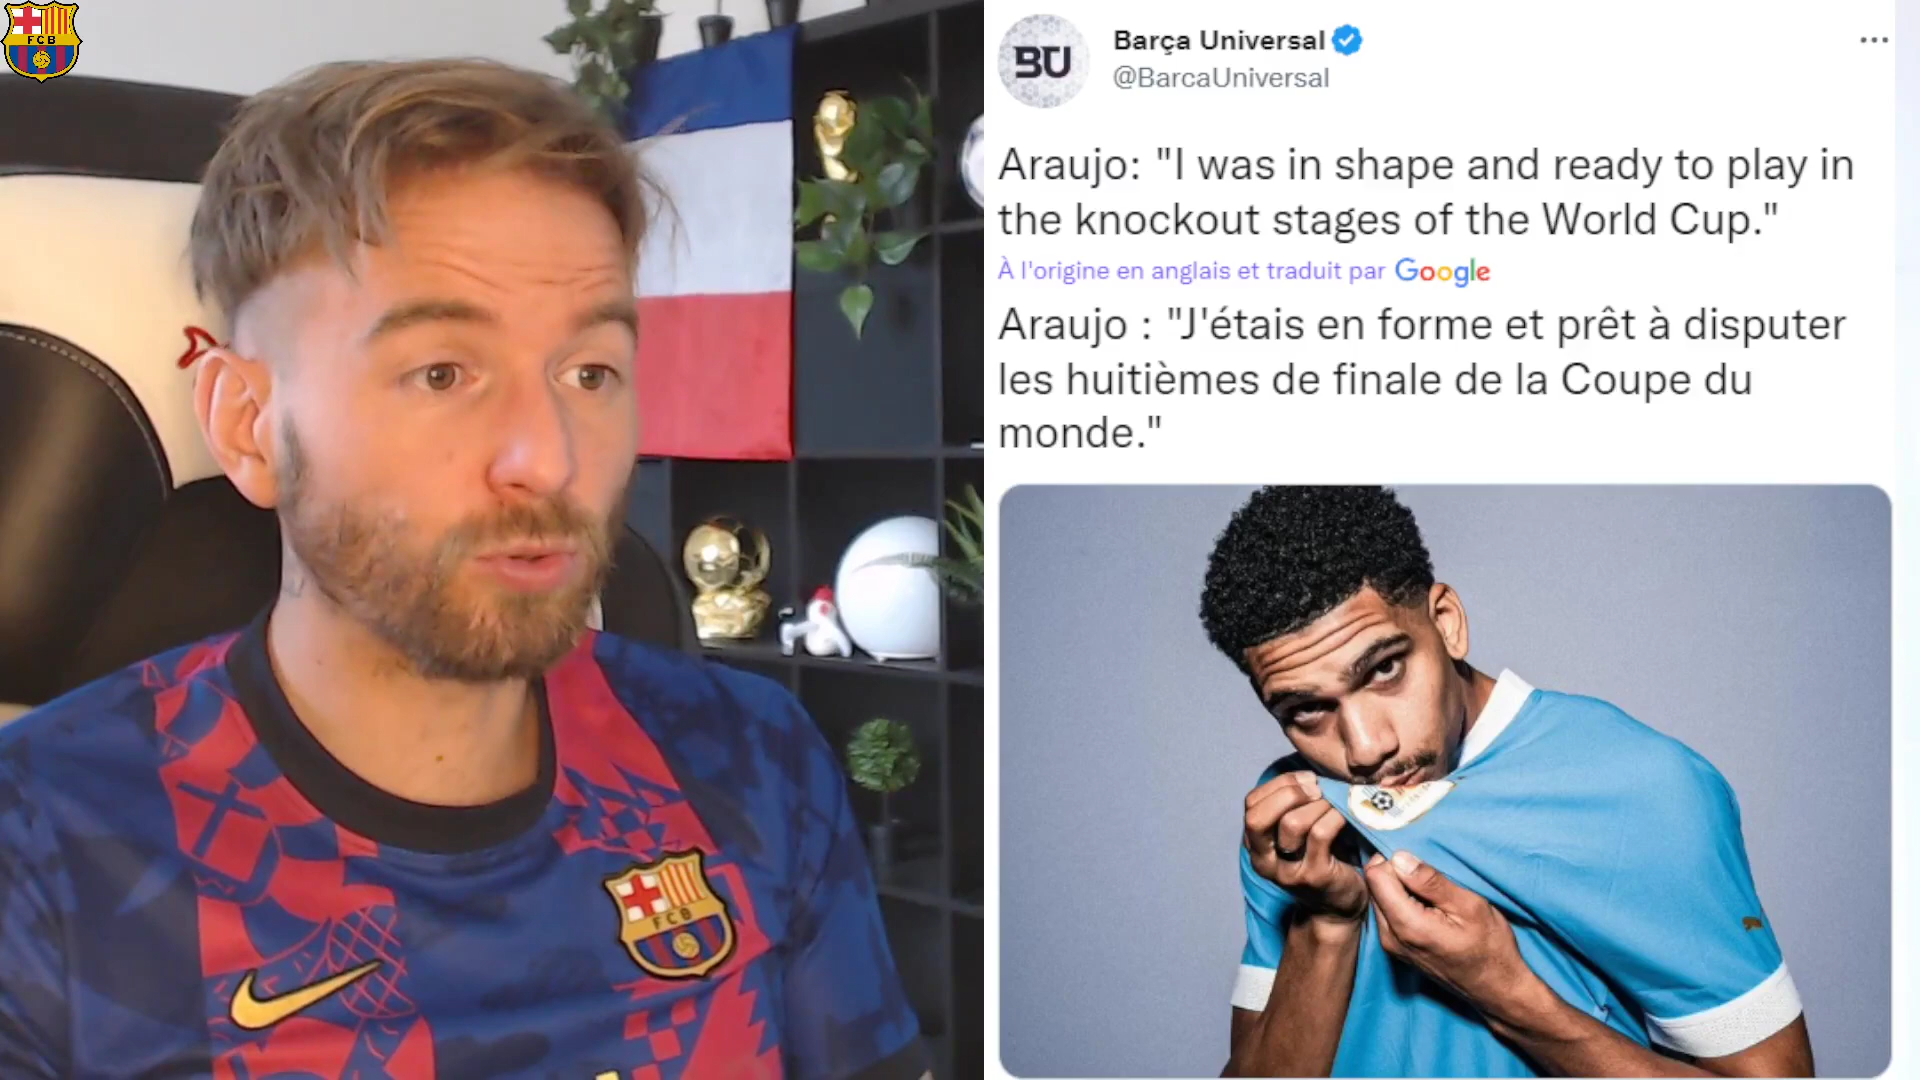 FCB
FCB
BU
Barça Universal
@BarcaUniversal
Araujo: "I was in shape and ready to play in
the knockout stages of the World Cup."
À l'origine en anglais et traduit par Google
Araujo : "J'étais en forme et prêt à disputer
les huitièmes de finale de la Coupe du
monde."